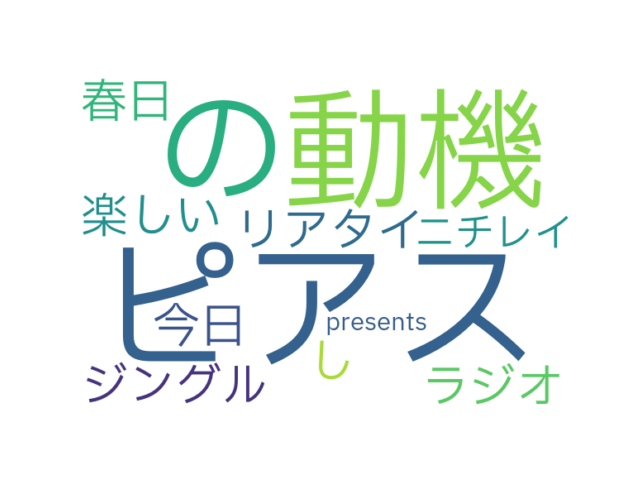 春日
の 動機
楽しい リアタイ ニチレイ
ピアス
今日 presents
ジングル し ラジオ